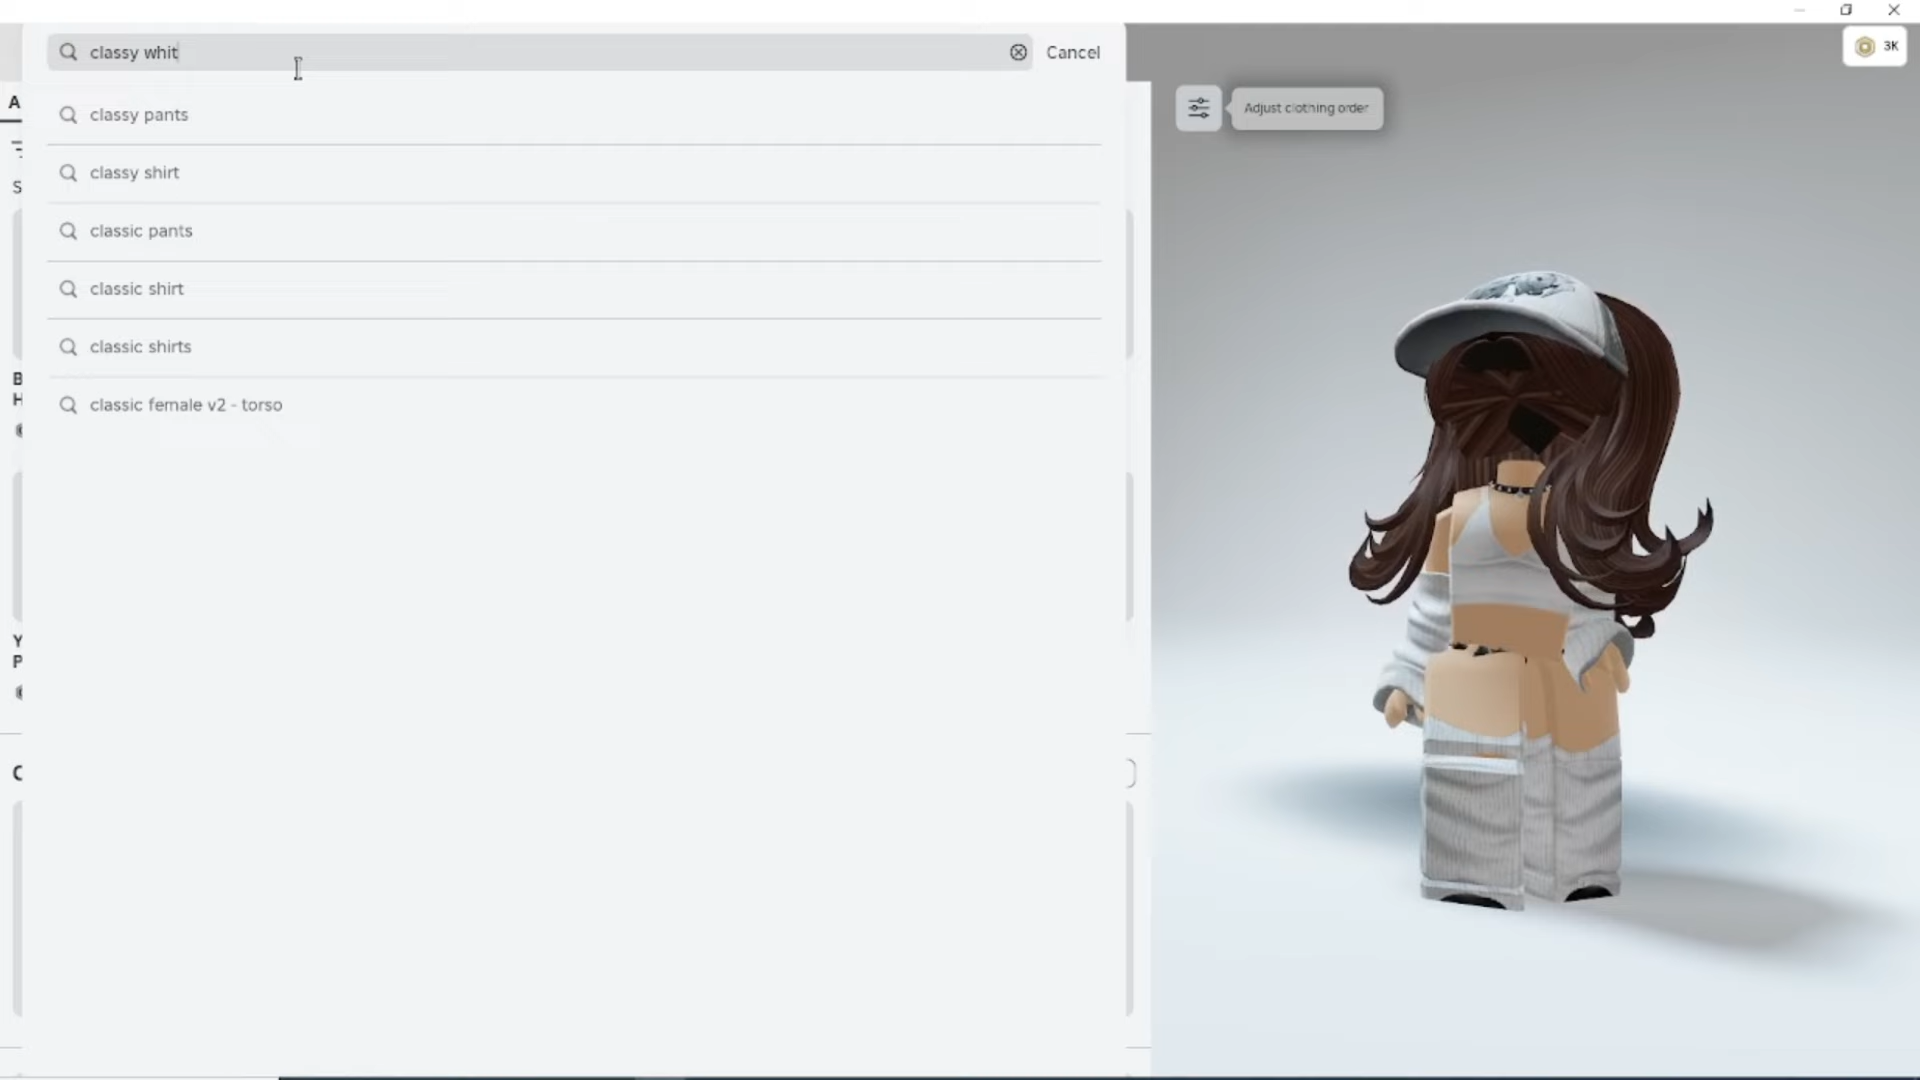 classy whit
Cancel
3K
Adjust clothing order
classy pants
classy shirt
classic pants
classic shirt
classic shirts
classic female v2 - torso
A
S
B
H
Y
P
C